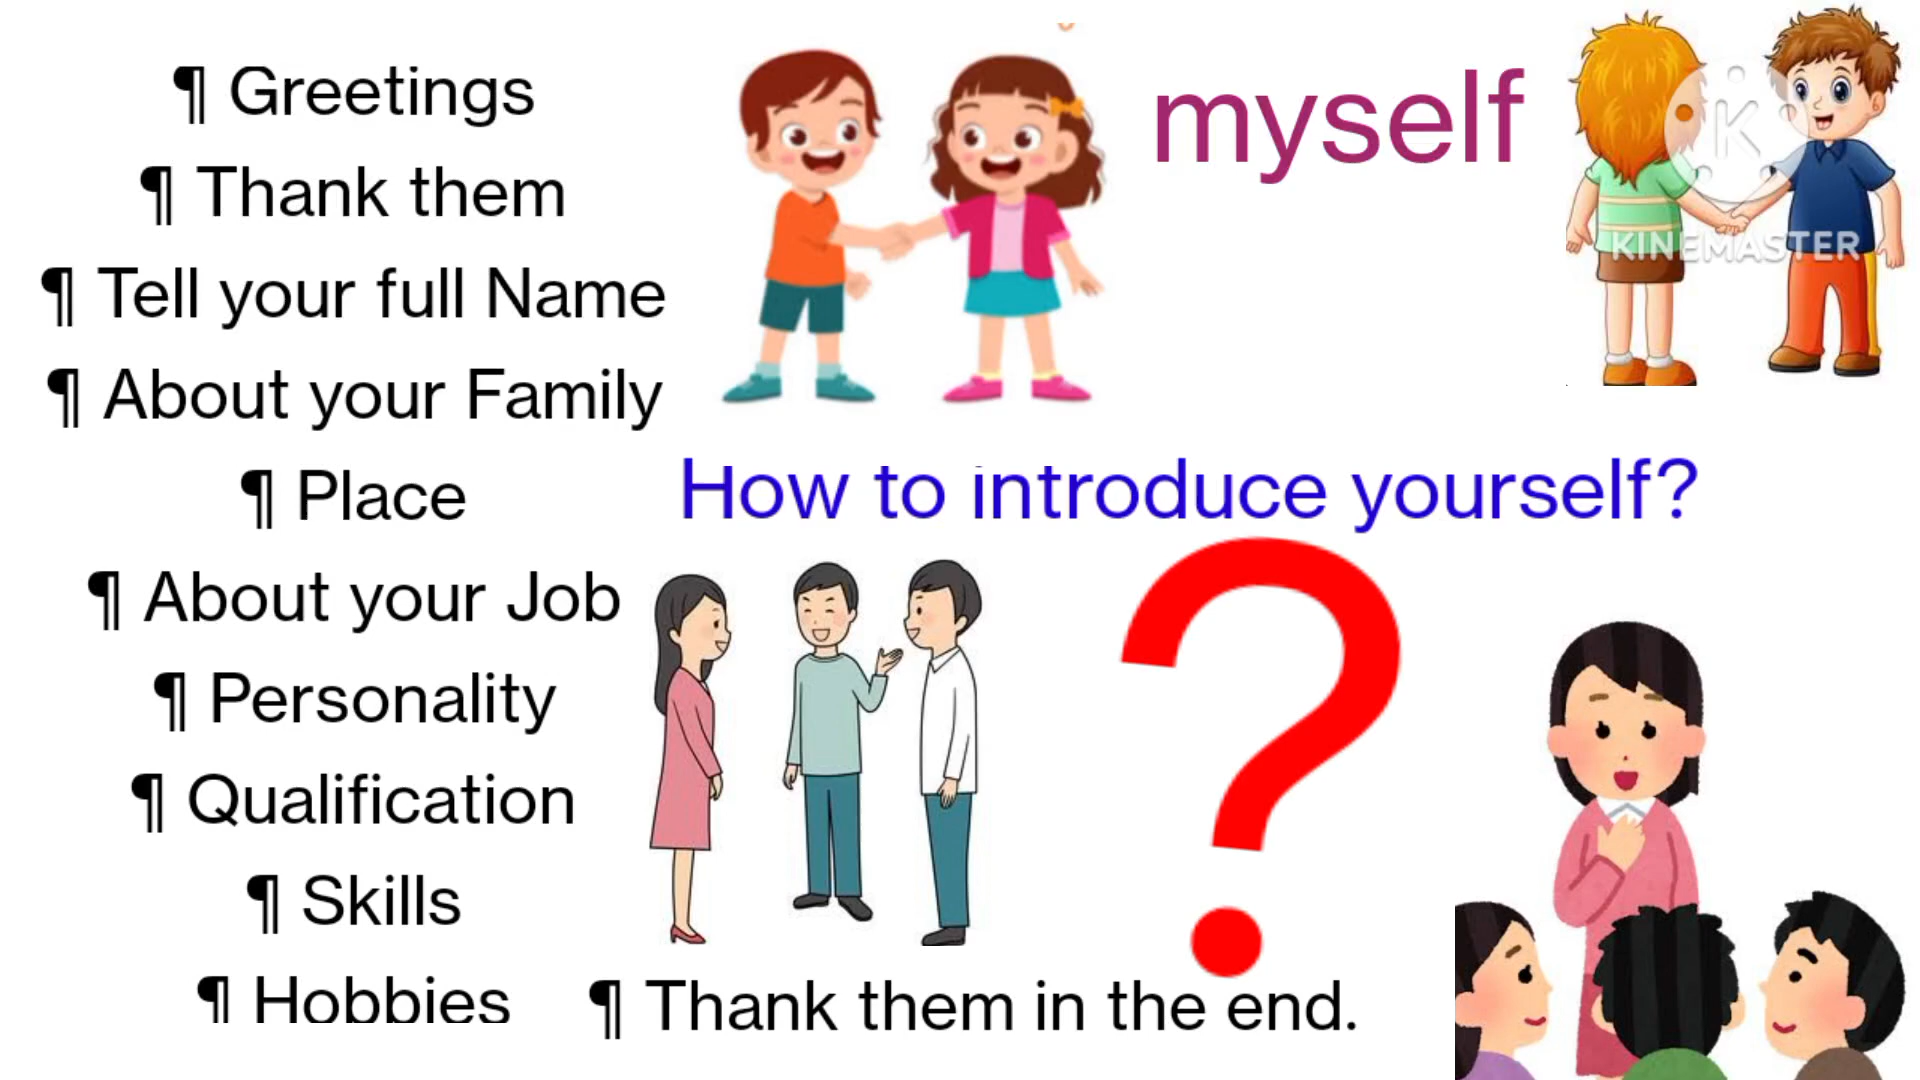 ¶ Greetings
¶ Thank them
¶ Tell your full Name
¶ About your Family
¶ Place
¶ About your Job
¶ Personality
¶ Qualification
¶ Skills
¶ Hobbies
myself
K
KINEMASTER
How to introduce yourself?
?
¶ Thank them in the end.